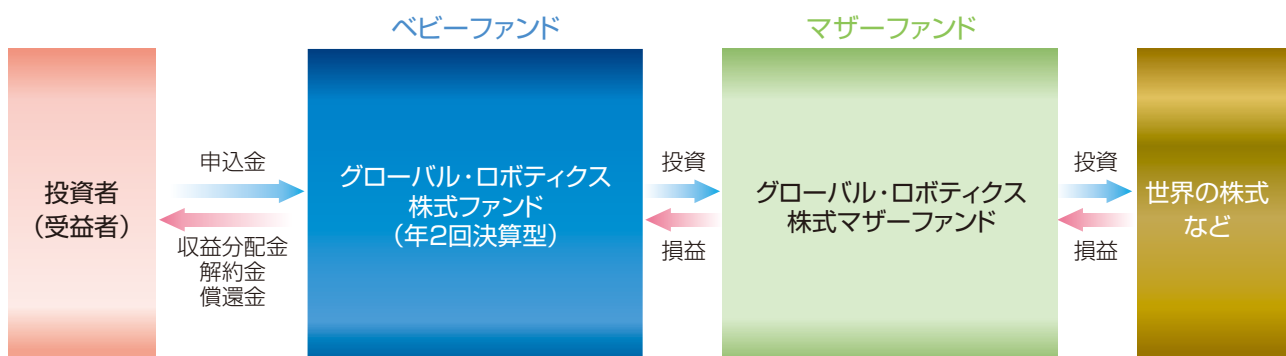 ベビーファンド
マザーファンド
投資者
（受益者）
申込金
収益分配金
解約金
償還金
グローバル・ロボティクス
株式ファンド
（年2回決算型）
投資
損益
グローバル・ロボティクス
株式マザーファンド
投資
損益
世界の株式
など